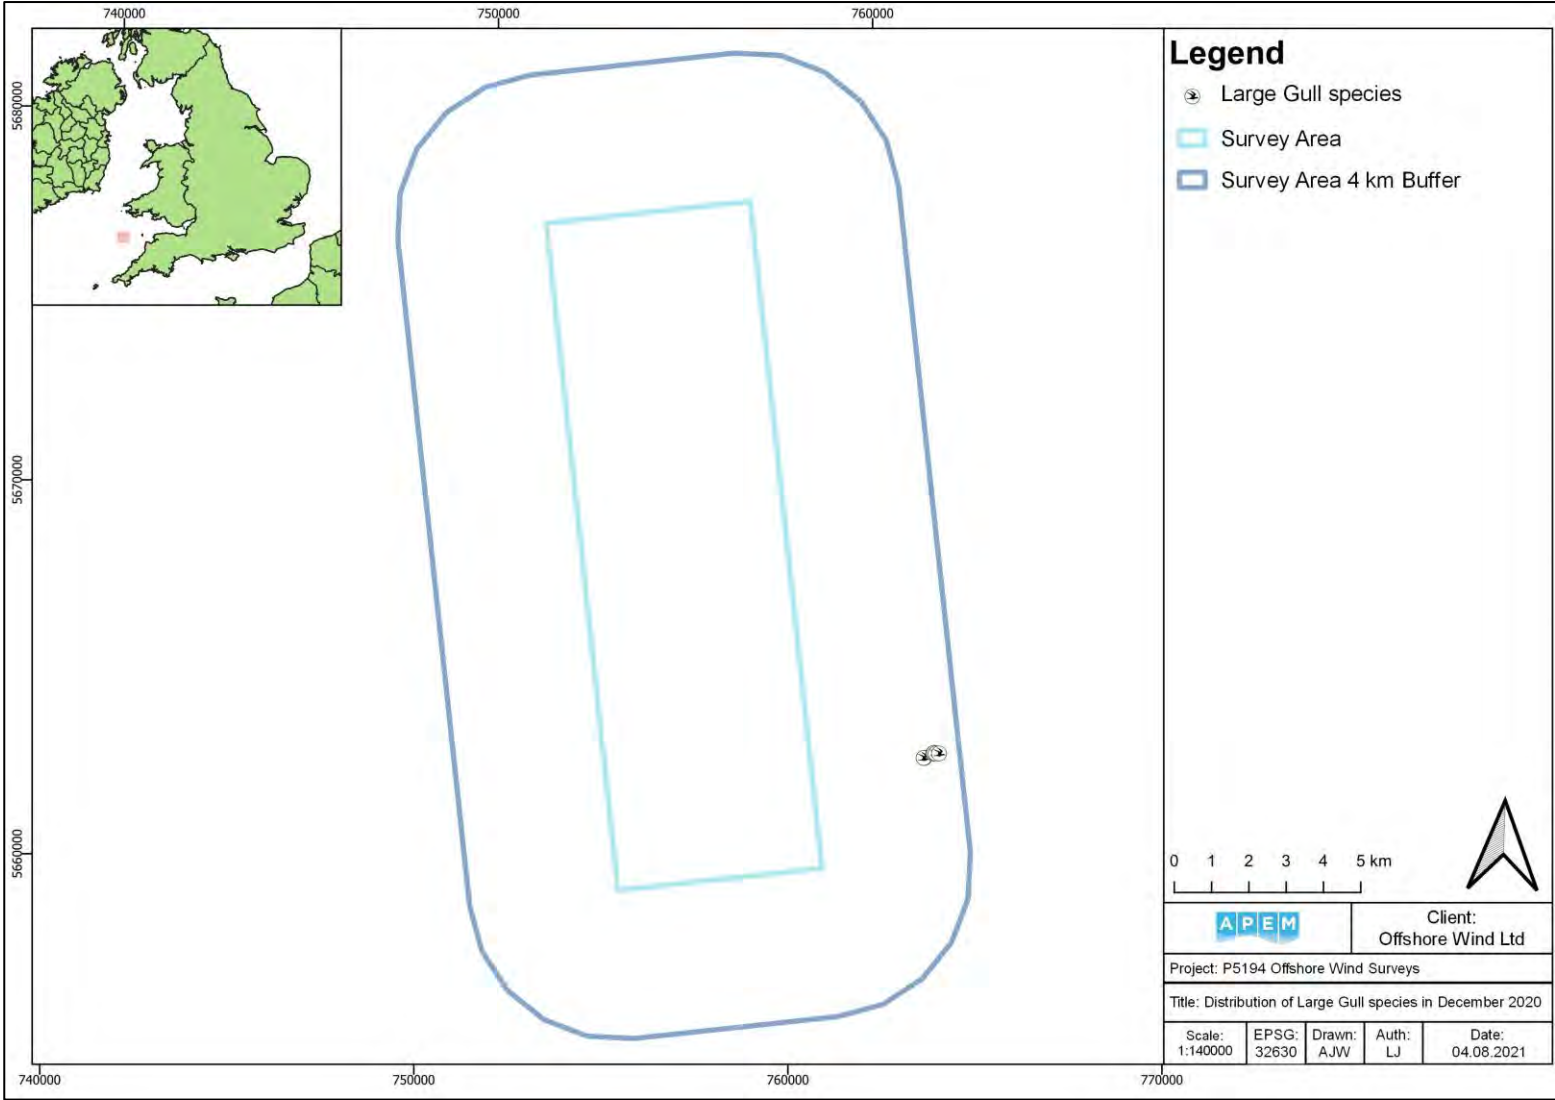 740000
750000
760000
5680000
5670000
5660000
740000
750000
760000
770000
Legend
Large Gull species
Survey Area
Survey Area 4 km Buffer
0 1 2 3 4 5 km
APEM
Client:
Offshore Wind Ltd
Project: P5194 Offshore Wind Surveys
Title: Distribution of Large Gull species in December 2020
Scale:
1:140000
EPSG:
32630
Drawn:
AJW
Auth:
LJ
Date:
04.08.2021